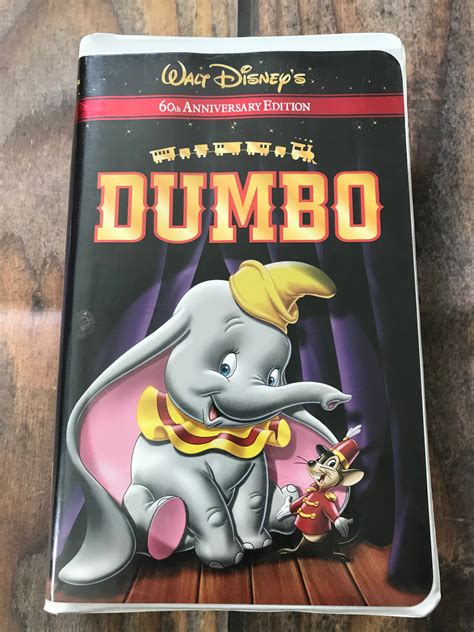 Walt Disney's
60th Anniversary Edition
DUMBO